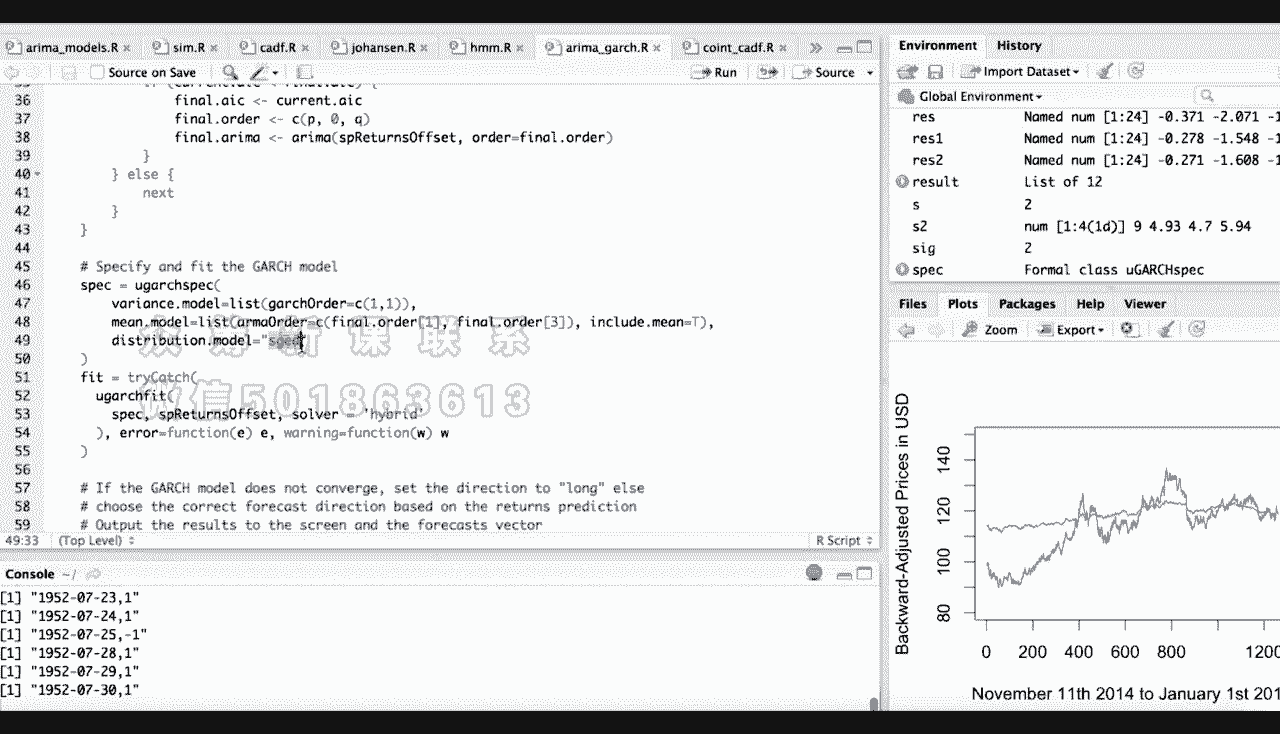 arima_models.R × sim.R × cadf.R × johansen.R × hmm.R × arima_garch.R × coint_cadf.R ×
Source on Save Run Source
36 final.aic <- current.aic
37 final.order <- c(p, 0, q)
38 final.arima <- arima(spReturnsOffset, order=final.order)
39 }
40 } else {
41 next
42 }
43 }
44
45 # Specify and fit the GARCH model
46 spec = ugarchspec(
47 variance.model=list(garchOrder=c(1,1)),
48 mean.model=list(armaOrder=c(final.order[1], final.order[3]), include.mean=T),
49 distribution.model="sged"
50 )
51 fit = tryCatch(
52 ugarchfit(
53 spec, spReturnsOffset, solver = 'hybrid'
54 ), error=function(e) e, warning=function(w) w
55 )
56
57 # If the GARCH model does not converge, set the direction to "long" else
58 # choose the correct forecast direction based on the returns prediction
59 # Output the results to the screen and the forecasts vector
49:33 (Top Level) R Script
课联系
微信501863613
Console ~/
[1] "1952-07-23,1"
[1] "1952-07-24,1"
[1] "1952-07-25,-1"
[1] "1952-07-28,1"
[1] "1952-07-29,1"
[1] "1952-07-30,1"
Environment History
Import Dataset
Global Environment
res Named num [1:24] -0.371 -2.071 -1
res1 Named num [1:24] -0.278 -1.548 -1
res2 Named num [1:24] -0.271 -1.608 -1
result List of 12
s 2
s2 num [1:4(1d)] 9 4.93 4.7 5.94
sig 2
spec Formal class uGARCHspec
Files Plots Packages Help Viewer
Zoom Export
Backward-Adjusted Prices in USD
140
120
100
80
0 200 400 600 800 1200
November 11th 2014 to January 1st 201